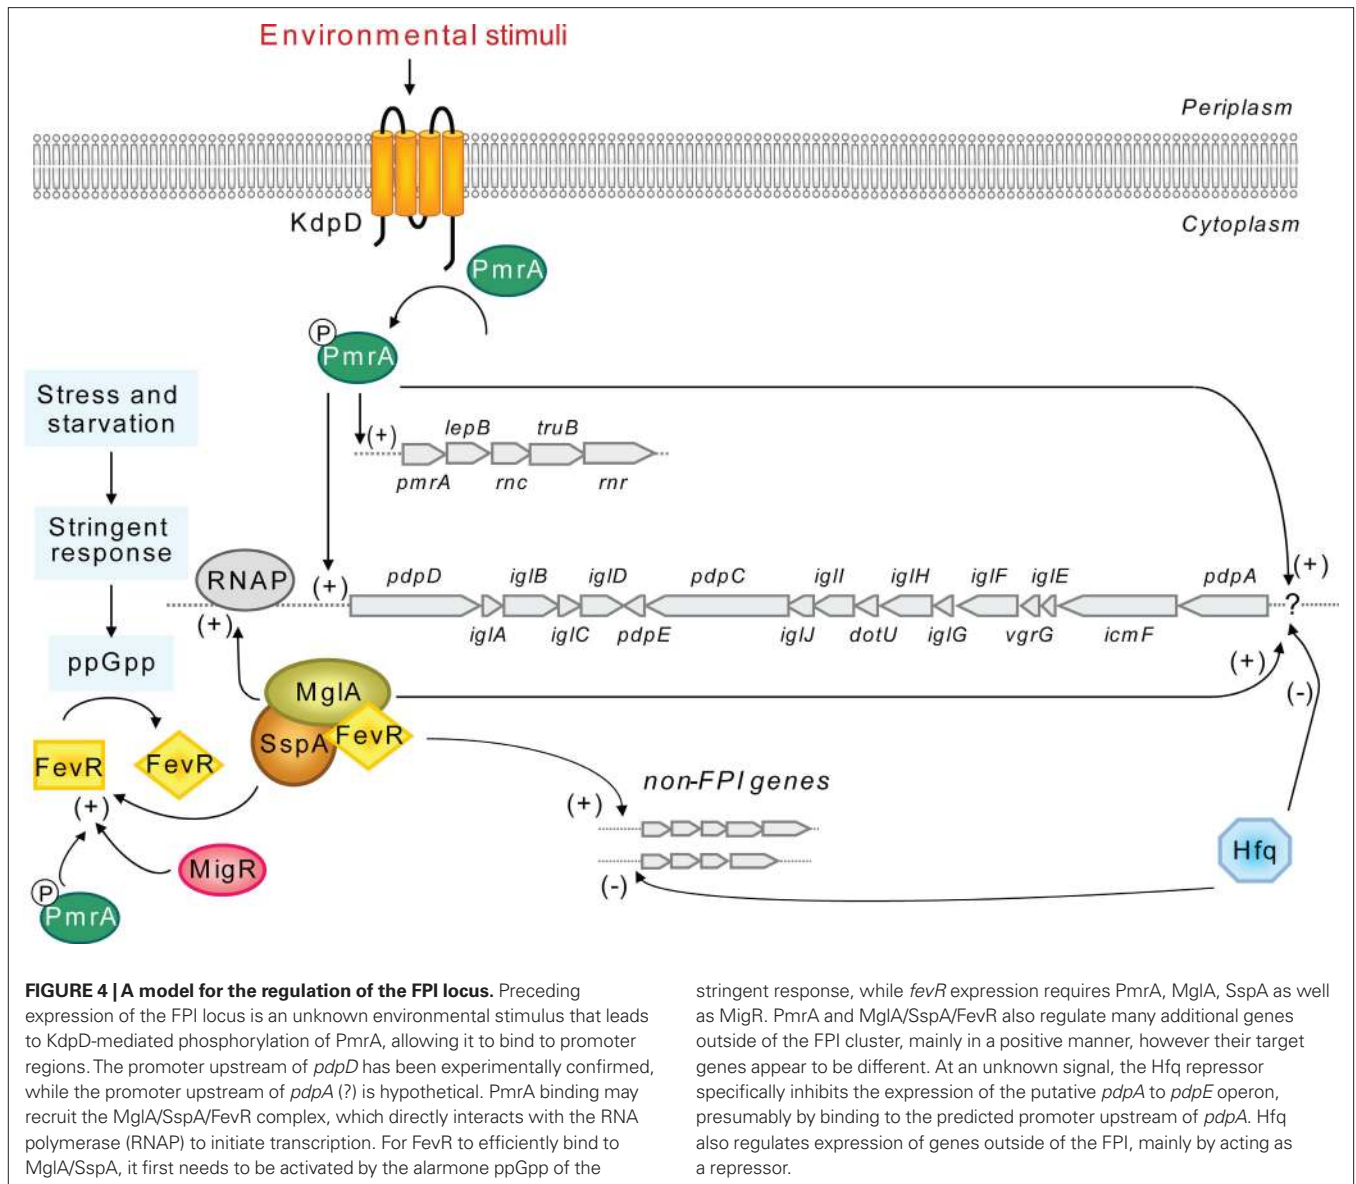 Environmental stimuli
Periplasm
KdpD
Cytoplasm
PmrA
P
PmrA
Stress and
starvation
(+)
lepB truB
pmrA rnc rnr
Stringent
response
RNAP
(+)
(+)
pdpD iglB iglD pdpC iglI iglH iglF iglE pdpA
iglA iglC pdpE iglJ dotU iglG vgrG icmF
?
(+)
(+)
(-)
ppGpp
MglA
SspA
FevR
FevR
FevR
(+)
MigR
P
PmrA
non-FPI genes
(+)
(-)
Hfq
FIGURE 4 | A model for the regulation of the FPI locus. Preceding
expression of the FPI locus is an unknown environmental stimulus that leads
to KdpD-mediated phosphorylation of PmrA, allowing it to bind to promoter
regions. The promoter upstream of pdpD has been experimentally confirmed,
while the promoter upstream of pdpA (?) is hypothetical. PmrA binding may
recruit the MglA/SspA/FevR complex, which directly interacts with the RNA
polymerase (RNAP) to initiate transcription. For FevR to efficiently bind to
MglA/SspA, it first needs to be activated by the alarmone ppGpp of the
stringent response, while fevR expression requires PmrA, MglA, SspA as well
as MigR. PmrA and MglA/SspA/FevR also regulate many additional genes
outside of the FPI cluster, mainly in a positive manner, however their target
genes appear to be different. At an unknown signal, the Hfq repressor
specifically inhibits the expression of the putative pdpA to pdpE operon,
presumably by binding to the predicted promoter upstream of pdpA. Hfq
also regulates expression of genes outside of the FPI, mainly by acting as
a repressor.